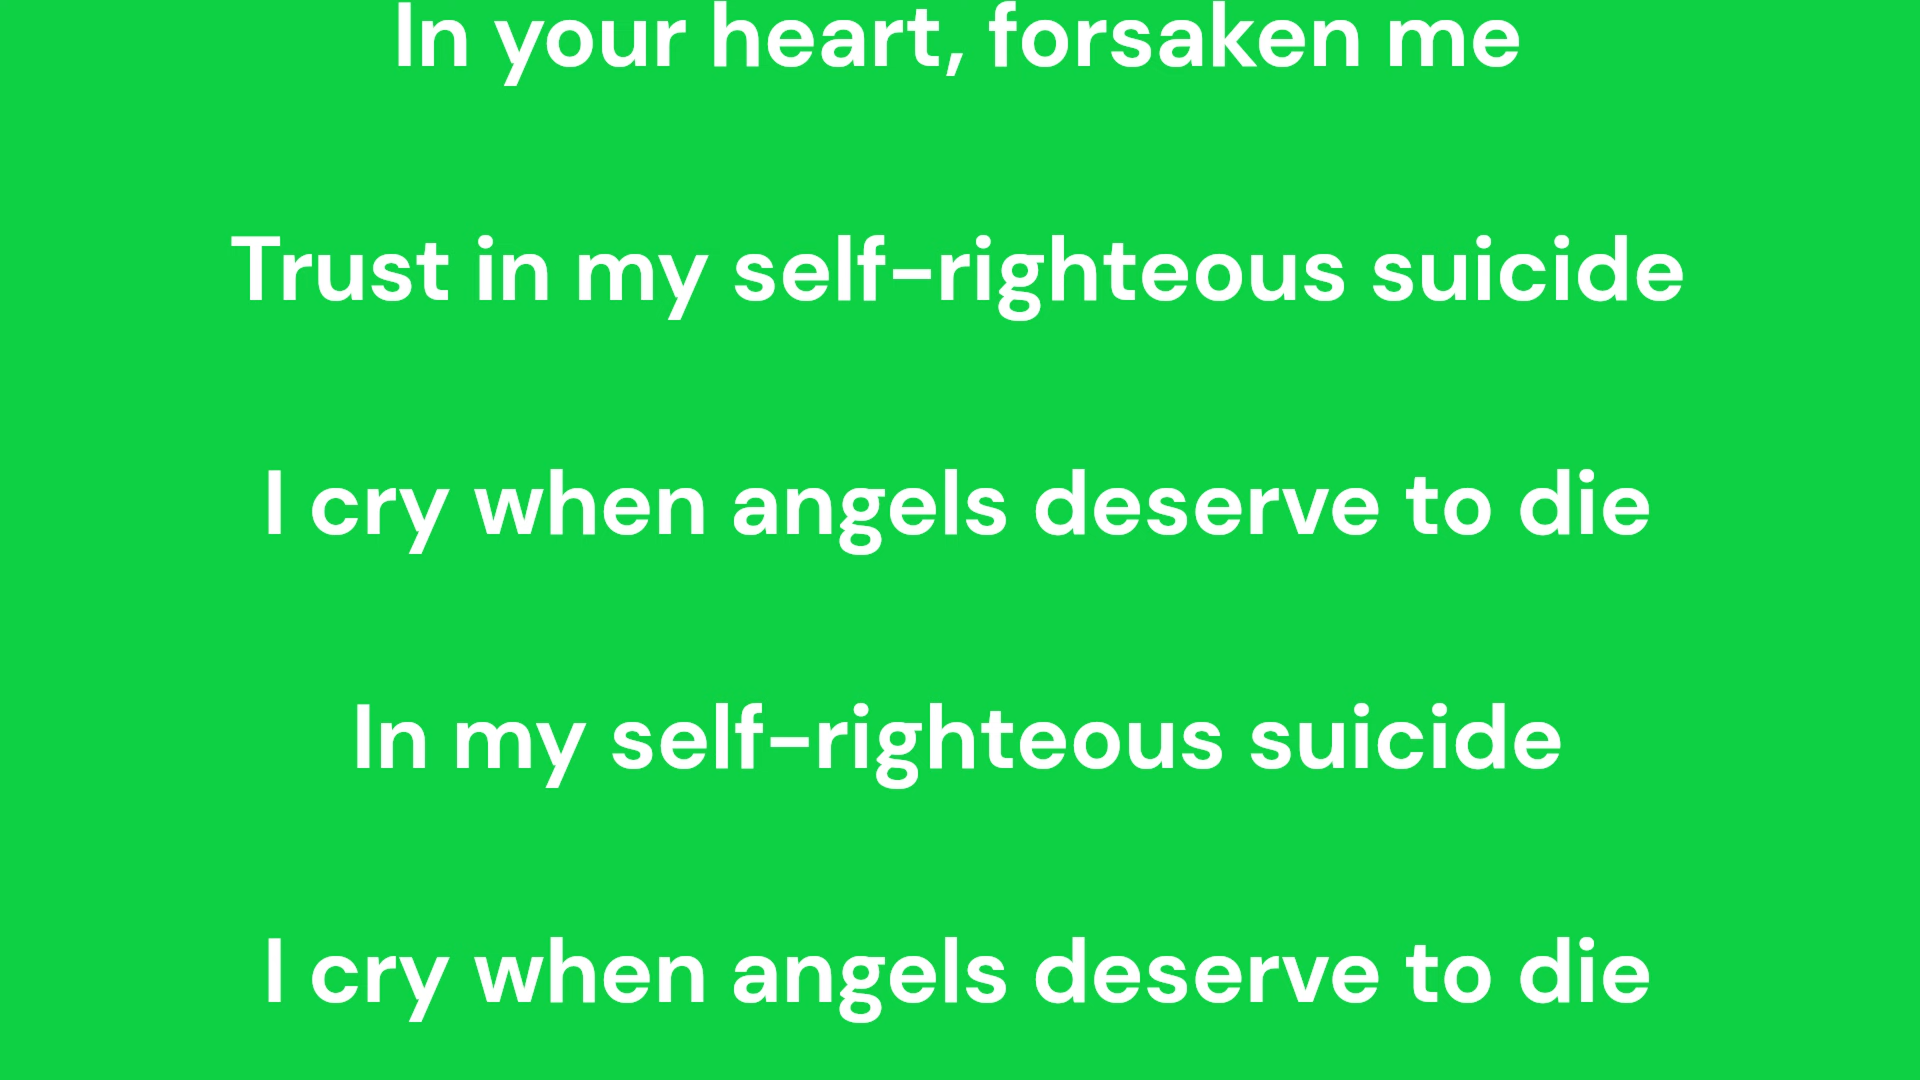 In your heart, forsaken me
Trust in my self-righteous suicide
I cry when angels deserve to die
In my self-righteous suicide
I cry when angels deserve to die